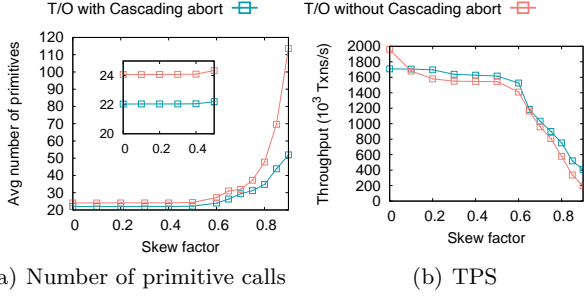 T/O with Cascading abort
T/O without Cascading abort
Avg number of primitives
120
110
100
90
80
70
60
50
40
30
20
24
22
20
0 0.2 0.4
0 0.2 0.4 0.6 0.8
Skew factor
a) Number of primitive calls
Throughput (10³ Txns/s)
2000
1800
1600
1400
1200
1000
800
600
400
200
0
0 0.2 0.4 0.6 0.8
Skew factor
(b) TPS